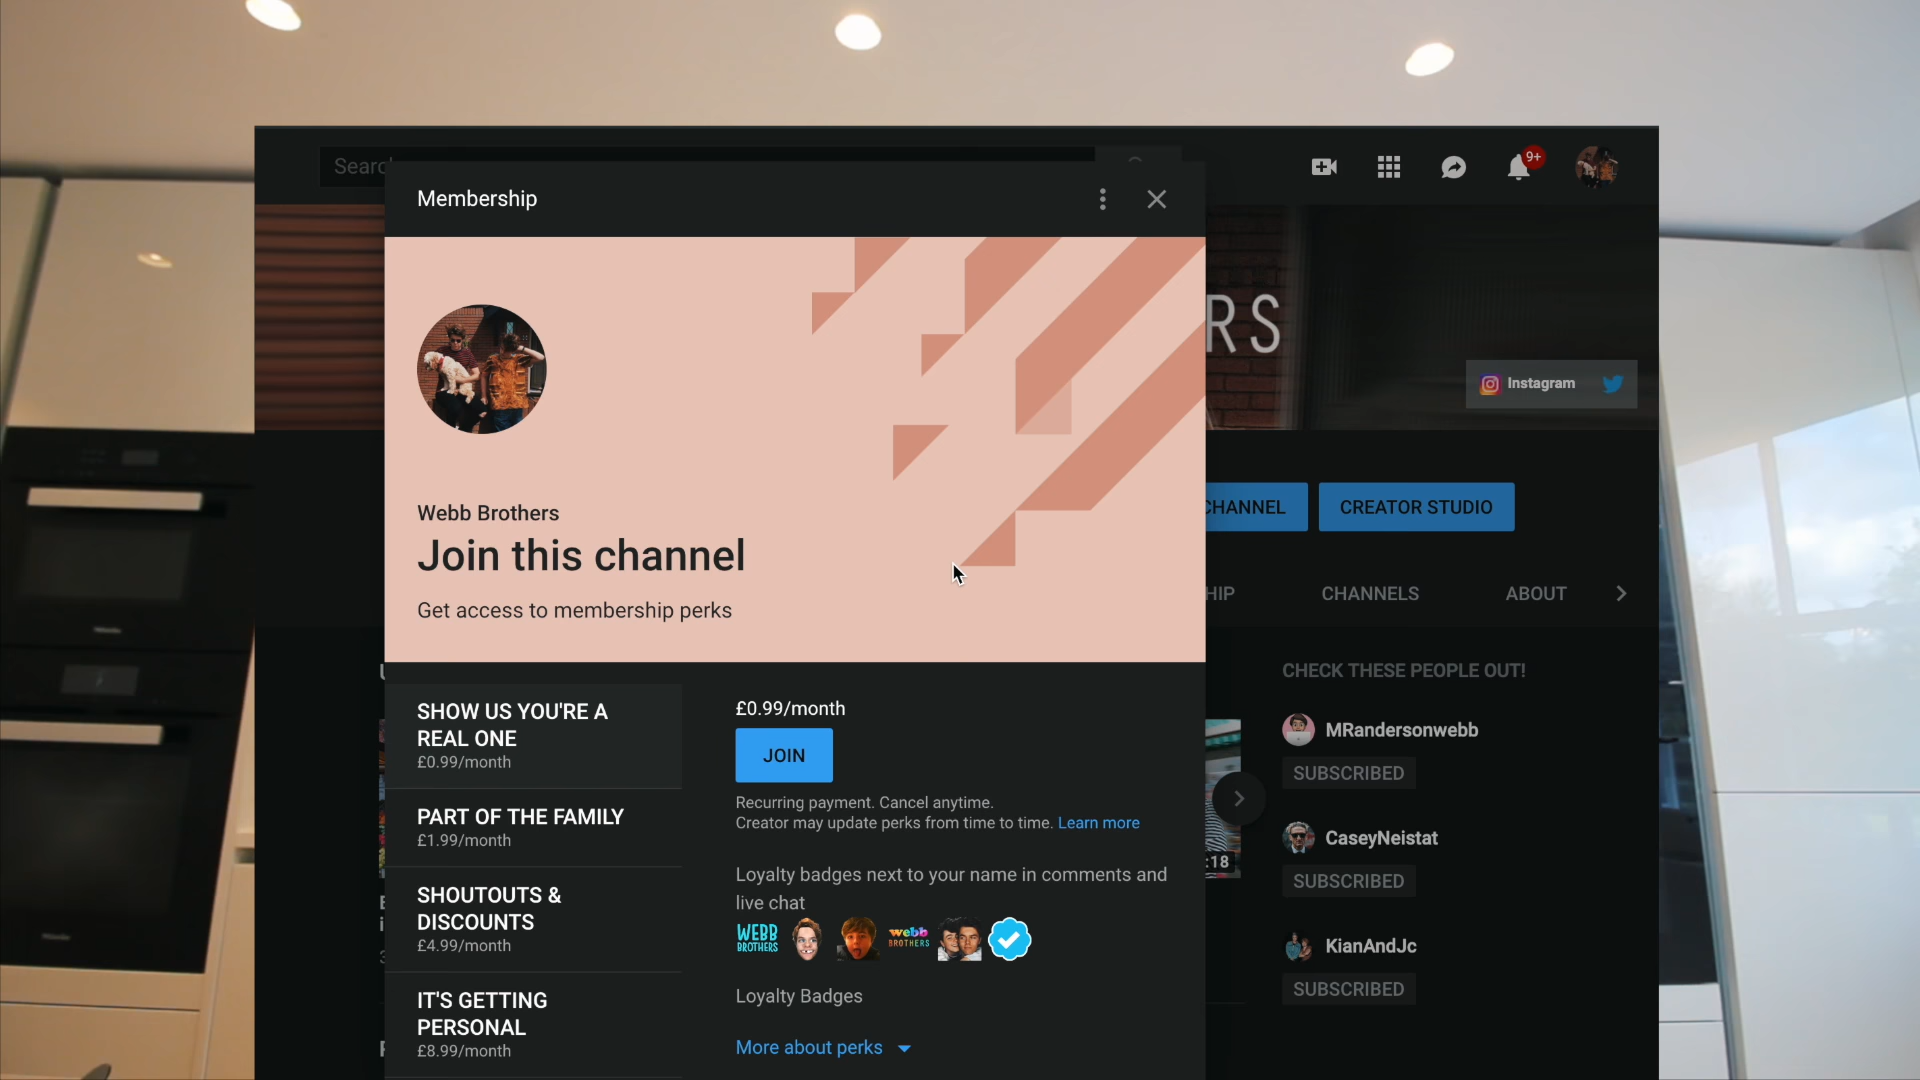 Searc
9+
Membership
RS
Instagram
Webb Brothers
Join this channel
Get access to membership perks
CHANNEL
CREATOR STUDIO
HIP
CHANNELS
ABOUT
SHOW US YOU'RE A
REAL ONE
£0.99/month
PART OF THE FAMILY
£1.99/month
SHOUTOUTS &
DISCOUNTS
£4.99/month
IT'S GETTING
PERSONAL
£8.99/month
£0.99/month
JOIN
Recurring payment. Cancel anytime.
Creator may update perks from time to time. Learn more
Loyalty badges next to your name in comments and
live chat
WEBB
BROTHERS
webb
BROTHERS
Loyalty Badges
More about perks
:18
CHECK THESE PEOPLE OUT!
MRandersonwebb
SUBSCRIBED
CaseyNeistat
SUBSCRIBED
KianAndJc
SUBSCRIBED